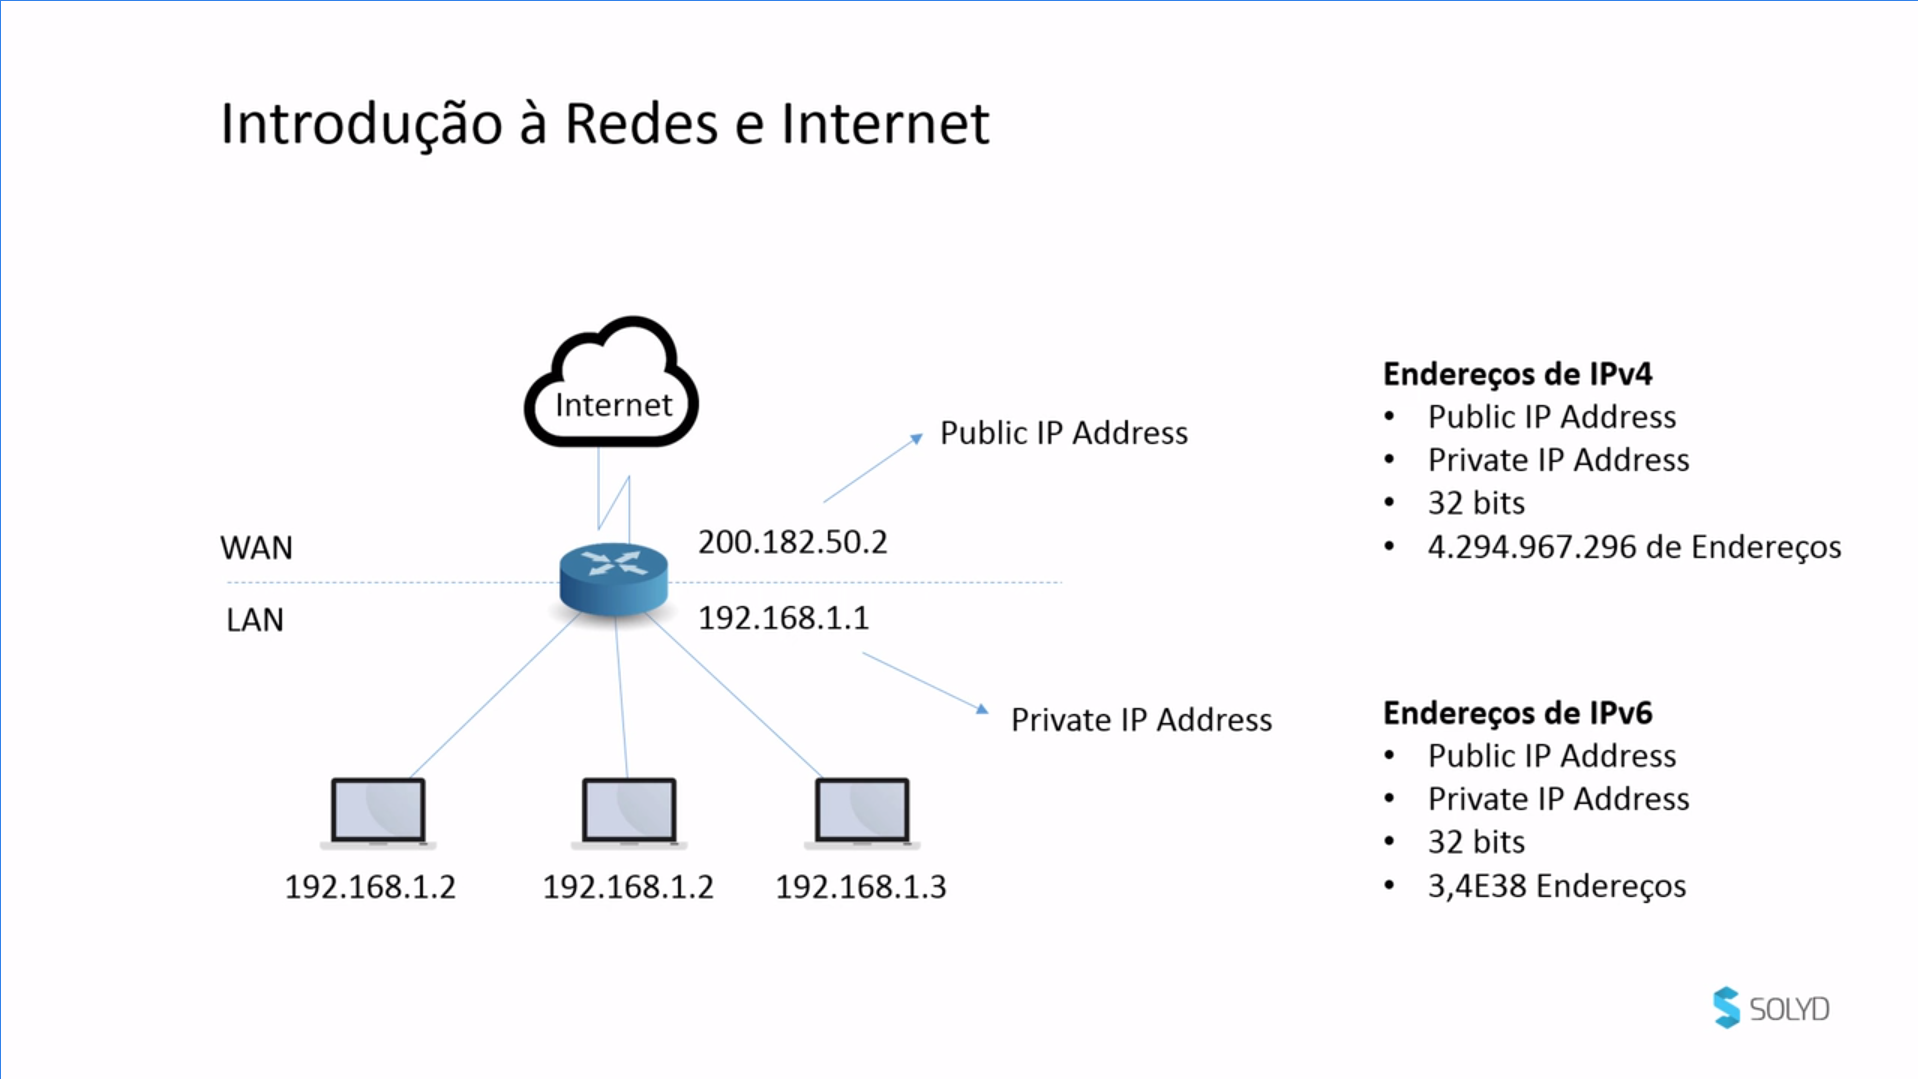 Introdução à Redes e Internet
Internet
Public IP Address
WAN
200.182.50.2
LAN
192.168.1.1
Private IP Address
192.168.1.2
192.168.1.2
192.168.1.3
Endereços de IPv4
• Public IP Address
• Private IP Address
• 32 bits
• 4.294.967.296 de Endereços
Endereços de IPv6
• Public IP Address
• Private IP Address
• 32 bits
• 3,4E38 Endereços
SOLYD